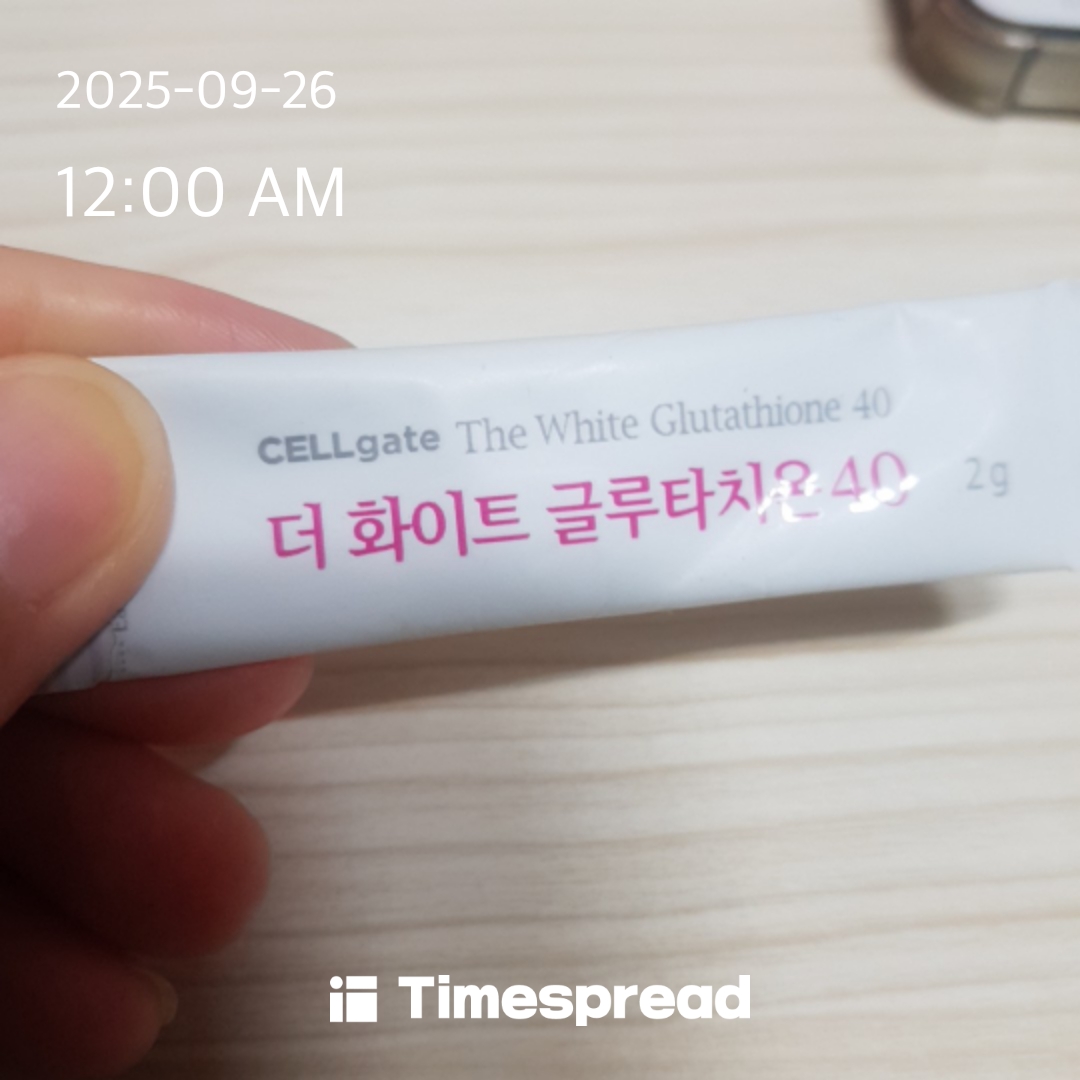 2025-09-26
12:00 AM
CELLgate The White Glutathione 40
더 화이트 글루타치온 40 2g
Timespread